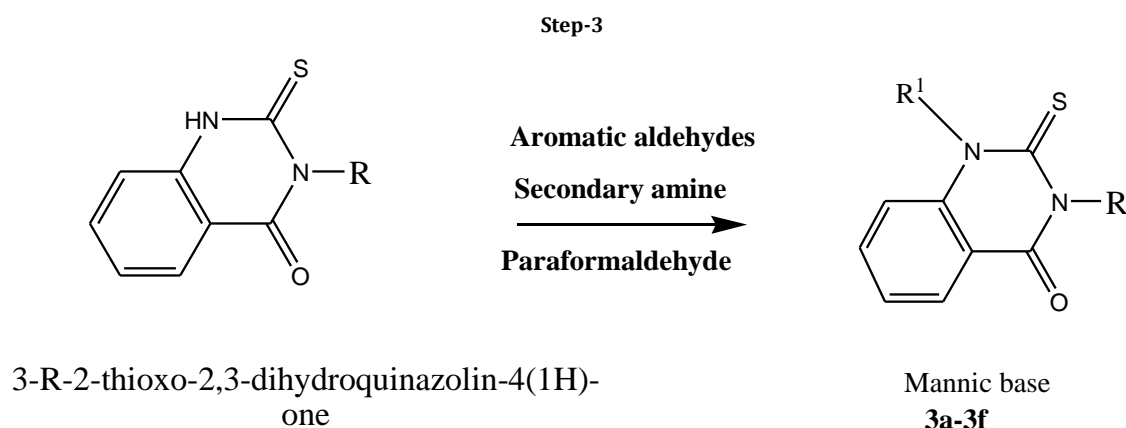 Step-3
S
HN
N
R
O
Aromatic aldehydes
Secondary amine
Paraformaldehyde
R¹
S
N
N
R
O
3-R-2-thioxo-2,3-dihydroquinazolin-4(1H)-
one
Mannic base
3a-3f